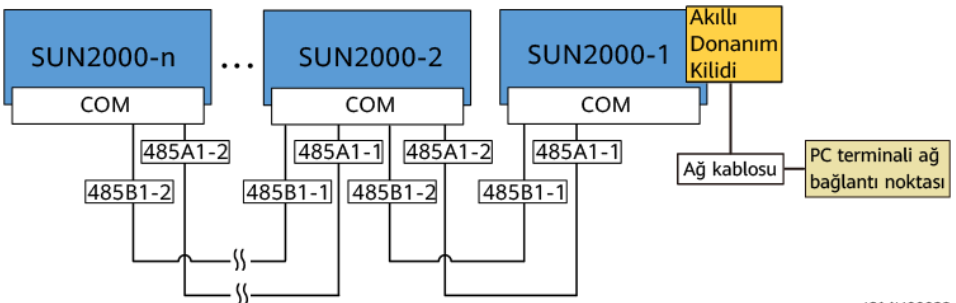 SUN2000-n
...
SUN2000-2
SUN2000-1
Akıllı
Donanım
Kilidi
COM
COM
COM
485A1-2
485A1-1
485A1-2
485A1-1
485B1-2
485B1-1
485B1-2
485B1-1
Ağ kablosu
PC terminali ağ
bağlantı noktası